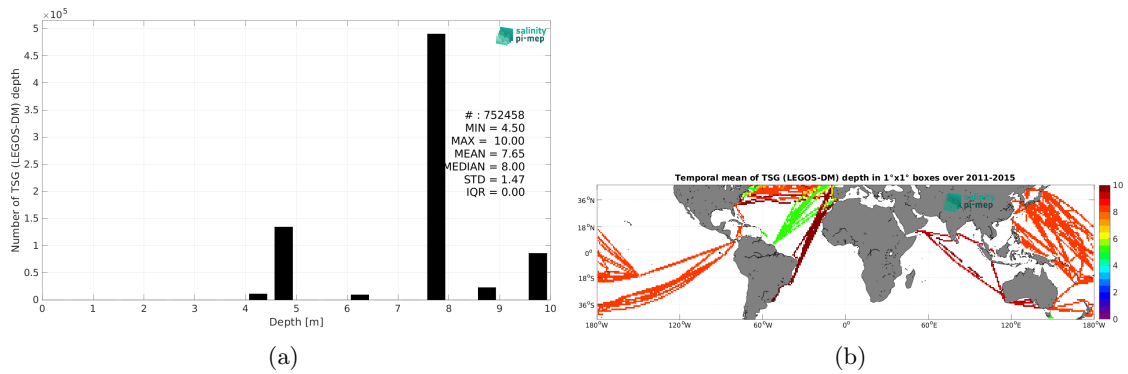 ×10⁵
5
4.5
4
3.5
3
2.5
2
1.5
1
0.5
0
Number of TSG (LEGOS-DM) depth
salinity
pi-mep
# : 752458
MIN = 4.50
MAX = 10.00
MEAN = 7.65
MEDIAN = 8.00
STD = 1.47
IQR = 0.00
0 1 2 3 4 5 6 7 8 9 10
Depth [m]
(a)
Temporal mean of TSG (LEGOS-DM) depth in 1°x1° boxes over 2011-2015
salinity
pi-mep
36°N
18°N
0°
18°S
36°S
180°W 120°W 60°W 0° 60°E 120°E 180°W
10
8
6
4
2
0
(b)